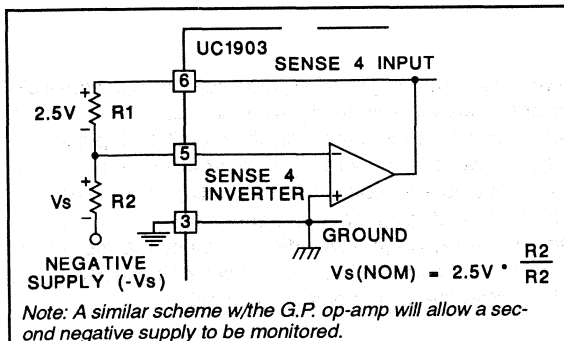 UC1903
SENSE 4 INPUT
6
+
2.5V R1
–
5
SENSE 4
INVERTER
–
+
+
Vs R2
–
3
GROUND
NEGATIVE
SUPPLY (-Vs)
Vs(NOM) = 2.5V • R2
R2
Note: A similar scheme w/the G.P. op-amp will allow a sec-
ond negative supply to be monitored.